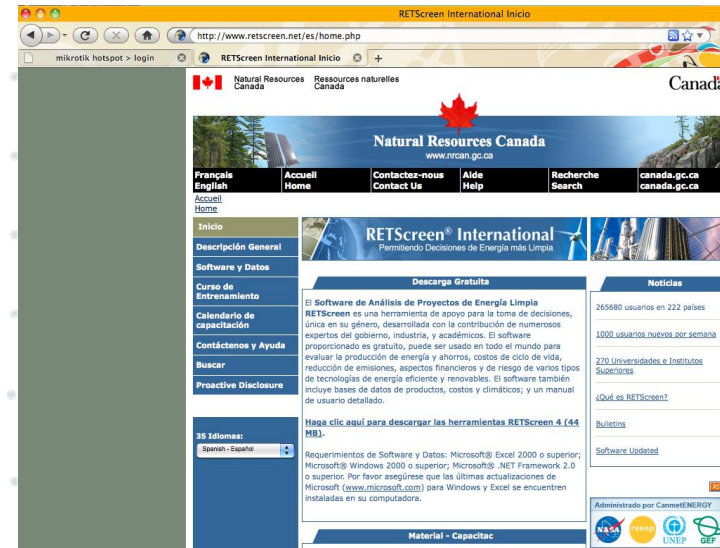 RETScreen International Inicio
http://www.retscreen.net/es/home.php
mikrotik hotspot > login
RETScreen International Inicio
Natural Resources Canada
Ressources naturelles Canada
Canada
Natural Resources Canada
www.nrcan.gc.ca
Français Accueil Contactez-nous Aide Recherche canada.gc.ca
English Home Contact Us Help Search canada.gc.ca
Accueil
Home
Inicio
Descripción General
Software y Datos
Curso de
Entrenamiento
Calendario de
capacitación
Contáctenos y Ayuda
Buscar
Proactive Disclosure
35 Idiomas:
Spanish - Español
RETScreen® International
Permitiendo Decisiones de Energía más Limpia
Descarga Gratuita
El Software de Análisis de Proyectos de Energía Limpia
RETScreen es una herramienta de apoyo para la toma de decisiones,
única en su género, desarrollada con la contribución de numerosos
expertos del gobierno, industria, y académicos. El software
proporcionado es gratuito, puede ser usado en todo el mundo para
evaluar la producción de energía y ahorros, costos de ciclo de vida,
reducción de emisiones, aspectos financieros y de riesgo de varios tipos
de tecnologías de energía eficiente y renovables. El software también
incluye bases de datos de productos, costos y climáticos; y un manual
de usuario detallado.
Haga clic aquí para descargar las herramientas RETScreen 4 (44
MB).
Requerimientos de Software y Datos: Microsoft® Excel 2000 o superior;
Microsoft® Windows 2000 o superior; Microsoft® .NET Framework 2.0
o superior. Por favor asegúrese que las últimas actualizaciones de
Microsoft (www.microsoft.com) para Windows y Excel se encuentren
instaladas en su computadora.
Material - Capacitac
Noticias
265680 usuarios en 222 países
1000 usuarios nuevos por semana
270 Universidades e Institutos
Superiores
¿Qué es RETScreen?
Bulletins
Software Updated
RS
Administrado por CanmetENERGY
NASA
reeep
UNEP
GEF